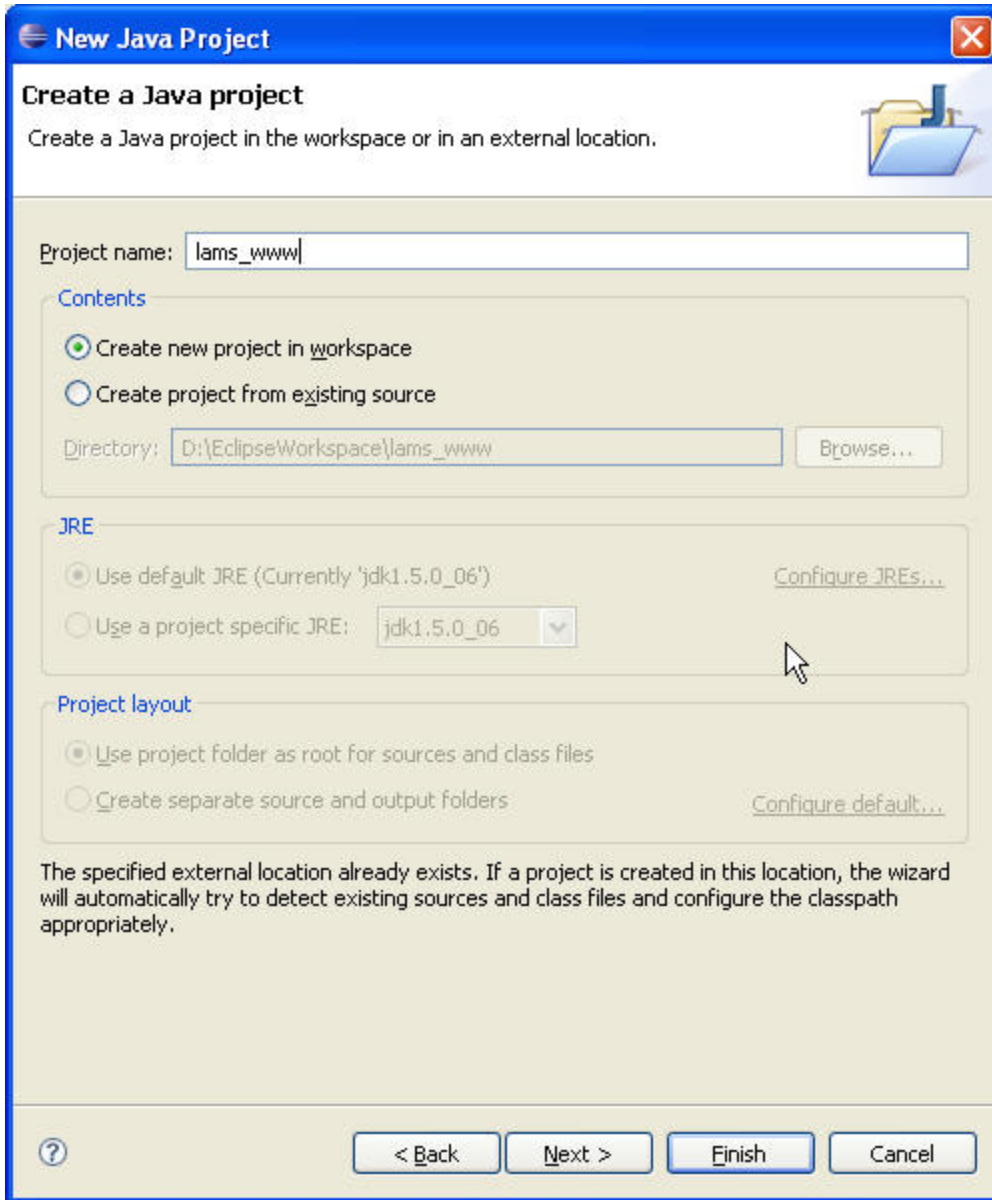 New Java Project
Create a Java project
Create a Java project in the workspace or in an external location.
Project name: lams_www
Contents
Create new project in workspace
Create project from existing source
Directory: D:\EclipseWorkspace\lams_www Browse...
JRE
Use default JRE (Currently 'jdk1.5.0_06') Configure JREs...
Use a project specific JRE: jdk1.5.0_06
Project layout
Use project folder as root for sources and class files
Create separate source and output folders Configure default...
The specified external location already exists. If a project is created in this location, the wizard
will automatically try to detect existing sources and class files and configure the classpath
appropriately.
? < Back Next > Finish Cancel